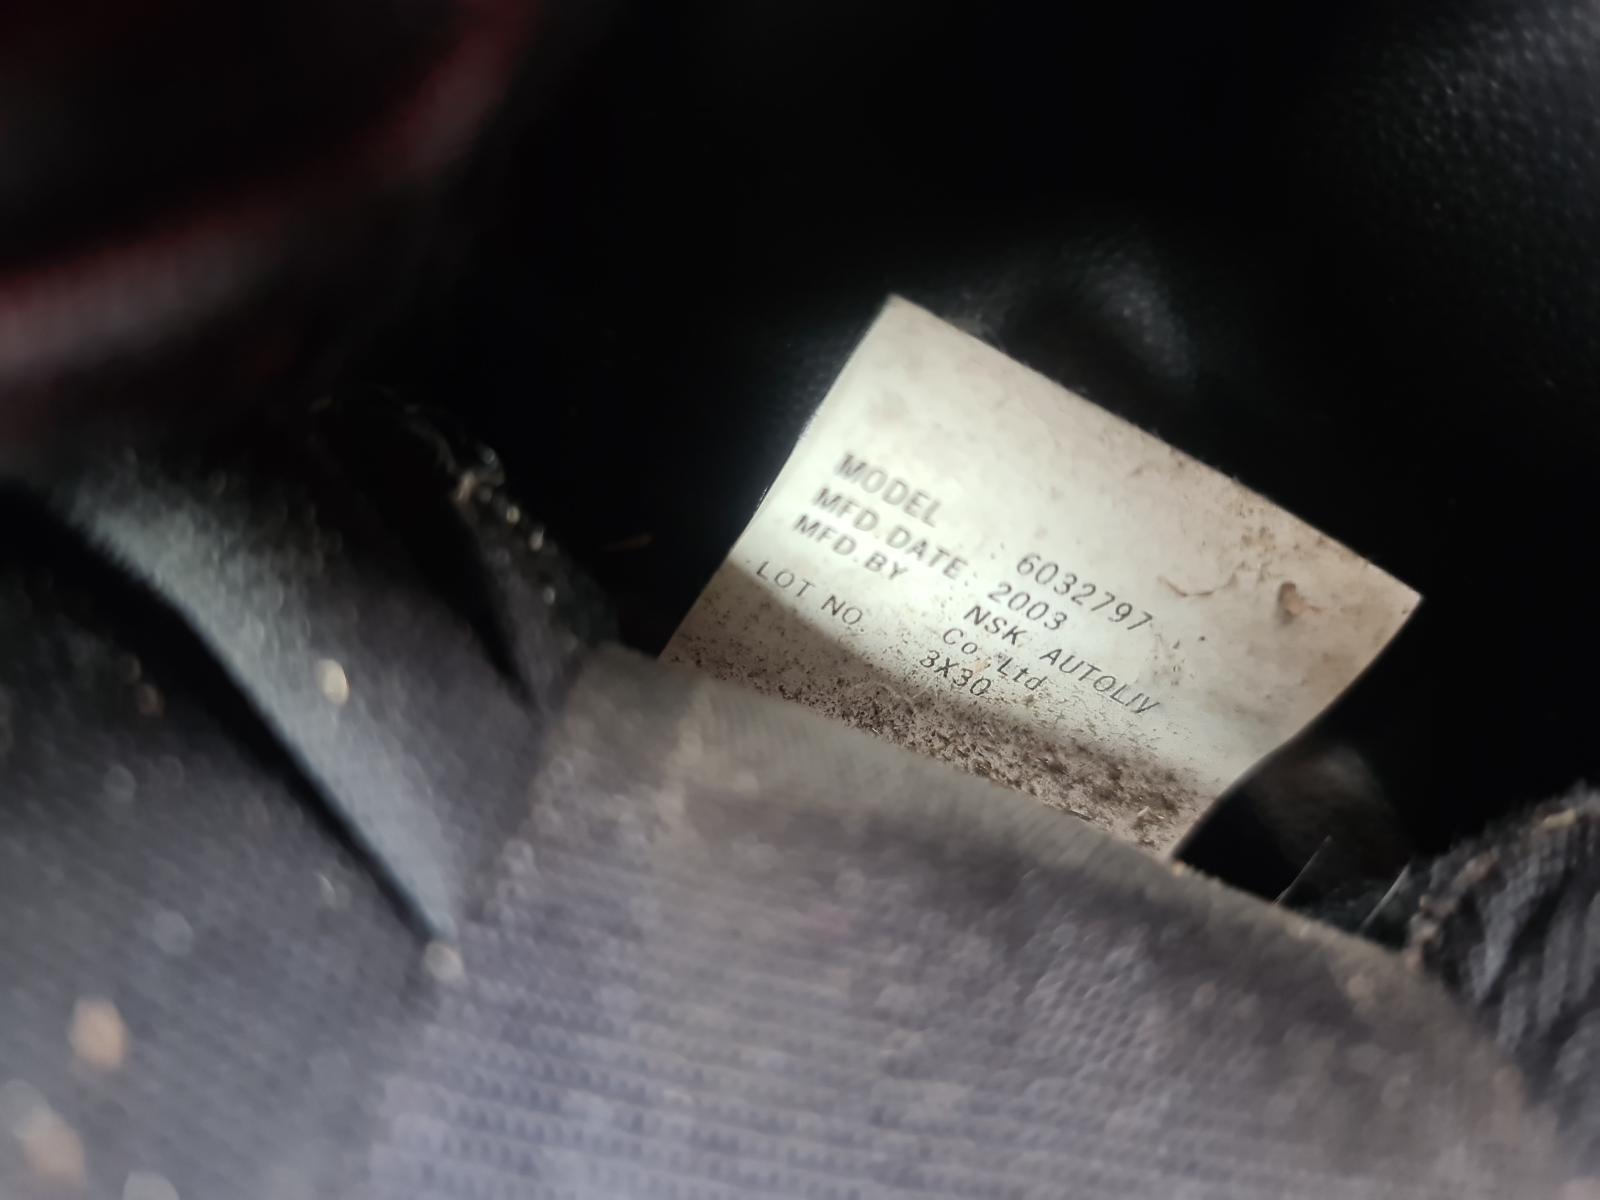 MODEL : 6032797
MFD.DATE: 2003
MFD.BY NSK AUTOLIV
Co.,Ltd
LOT NO. 3X30